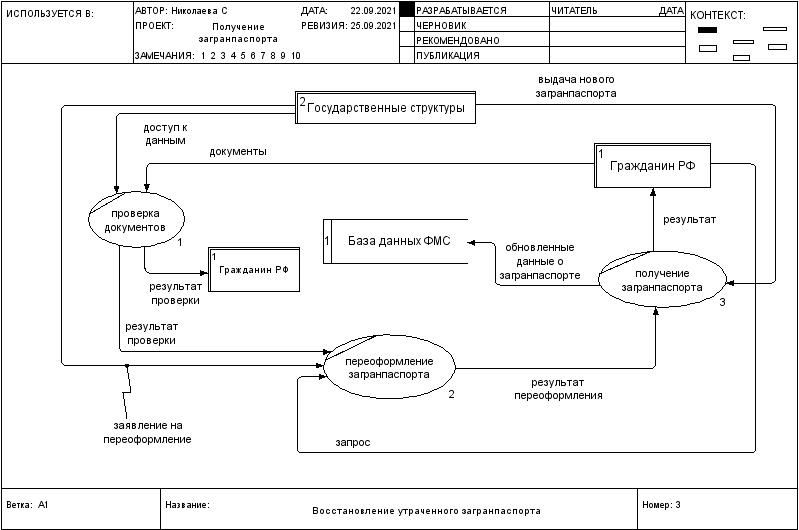 ИСПОЛЬЗУЕТСЯ В:
АВТОР: Николаева С
ДАТА: 22.09.2021
ПРОЕКТ: Получение
загранпаспорта
РЕВИЗИЯ: 25.09.2021
ЗАМЕЧАНИЯ: 1 2 3 4 5 6 7 8 9 10
РАЗРАБАТЫВАЕТСЯ
ЧЕРНОВИК
РЕКОМЕНДОВАНО
ПУБЛИКАЦИЯ
ЧИТАТЕЛЬ ДАТА
КОНТЕКСТ:
выдача нового
загранпаспорта
2 Государственные структуры
доступ к
данным
документы
1
Гражданин РФ
проверка
документов
1
результат
1
База данных ФМС
обновленные
данные о
загранпаспорте
получение
загранпаспорта
3
1
Гражданин РФ
результат
проверки
результат
проверки
переоформление
загранпаспорта
2
результат
переоформления
заявление на
переоформление
запрос
Ветка: А1
Название:
Восстановление утраченного загранпаспорта
Номер: 3